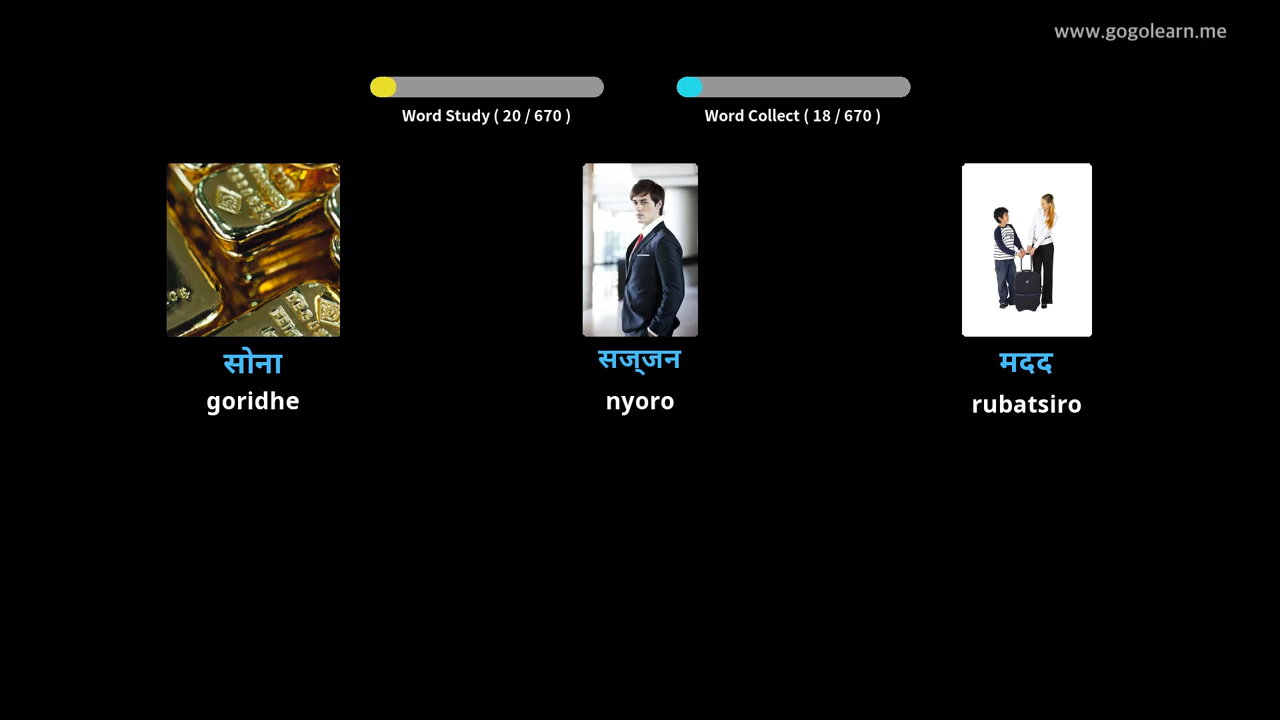 www.gogolearn.me
Word Study ( 20 / 670 )
Word Collect ( 18 / 670 )
सोना
सज्‌जन
मदद
goridhe
nyoro
rubatsiro